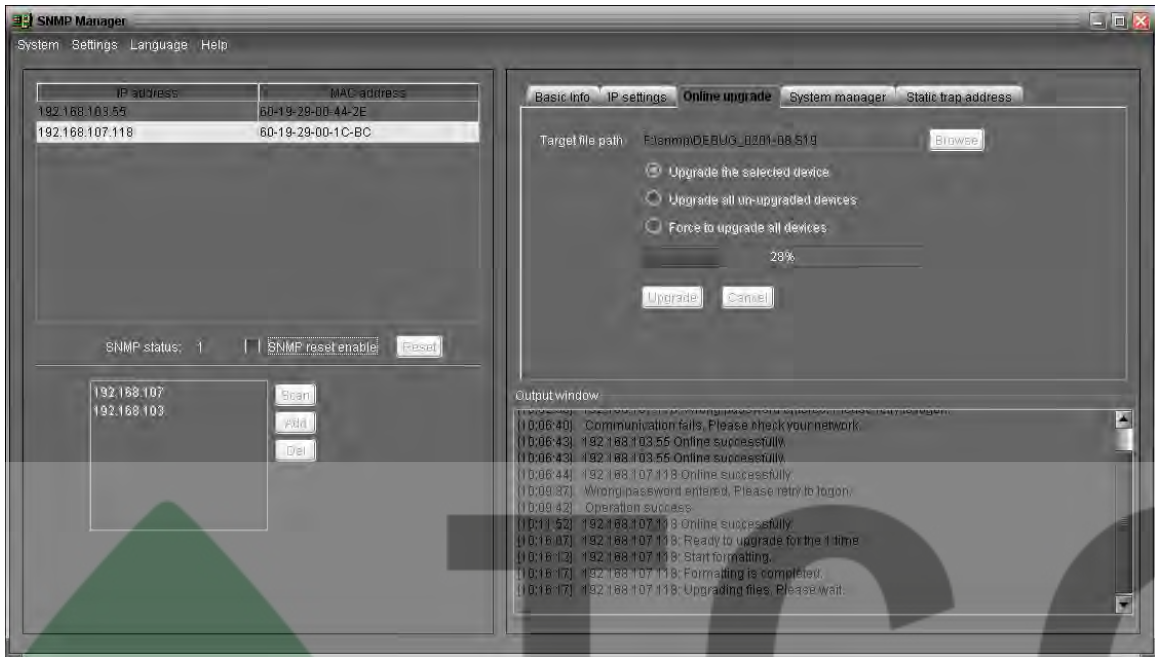 SNMP Manager
System Settings Language Help
IP address MAC address
192.168.103.55 60-19-29-00-44-2E
192.168.107.118 60-19-29-00-1C-BC
SNMP status: 1 SNMP reset enable Reset
192.168.107
192.168.103
Scan
Add
Del
Basic Info IP settings Online upgrade System manager Static trap address
Target file path Browse
Upgrade the selected device
Upgrade all un-upgraded devices
Force to upgrade all devices
28%
Upgrade Cancel
Output window
[10:06:40] Communication fails, Please check your network.
[10:06:43] 192.168.103.55 Online successfully.
[10:06:43] 192.168.103.55 Online successfully.
[10:06:44] 192.168.107.118 Online successfully.
[10:09:37] Wrong password entered, Please retry to logon.
[10:09:42] Operation success
[10:11:52] 192.168.107.118 Online successfully.
[10:16:07] 192.168.107.118: Ready to upgrade for the 1 time
[10:16:13] 192.168.107.118: Start formatting.
[10:16:17] 192.168.107.118: Formatting is completed.
[10:16:17] 192.168.107.118: Upgrading files, Please wait.